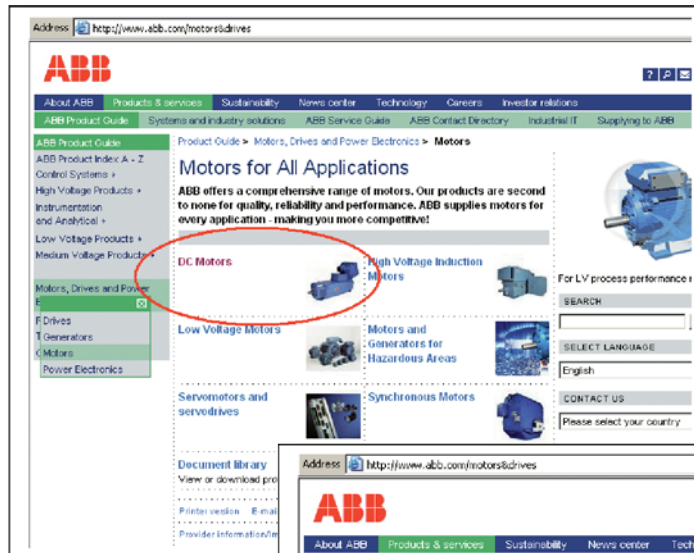 Address http://www.abb.com/motors&drives
ABB
About ABB Products & services Sustainability News center Technology Careers Investor relations
ABB Product Guide Systems and industry solutions ABB Service Guide ABB Contact Directory Industrial IT Supplying to ABB
ABB Product Guide
ABB Product Index A - Z
Control Systems
High Voltage Products
Instrumentation
and Analytical
Low Voltage Products
Medium Voltage Products
Motors, Drives and Power
Drives
Generators
Motors
Power Electronics
Product Guide > Motors, Drives and Power Electronics > Motors
Motors for All Applications
ABB offers a comprehensive range of motors. Our products are second
to none for quality, reliability and performance. ABB supplies motors for
every application - making you more competitive!
DC Motors
High Voltage Induction
Motors
Low Voltage Motors
Motors and
Generators for
Hazardous Areas
Servomotors and
servodrives
Synchronous Motors
Document library
View or download
Printer version E-mai
Provider information/Im
For LV process performance
SEARCH
SELECT LANGUAGE
English
CONTACT US
Please select your country
Address http://www.abb.com/motors&drives
ABB
About ABB Products & services Sustainability News center Tech